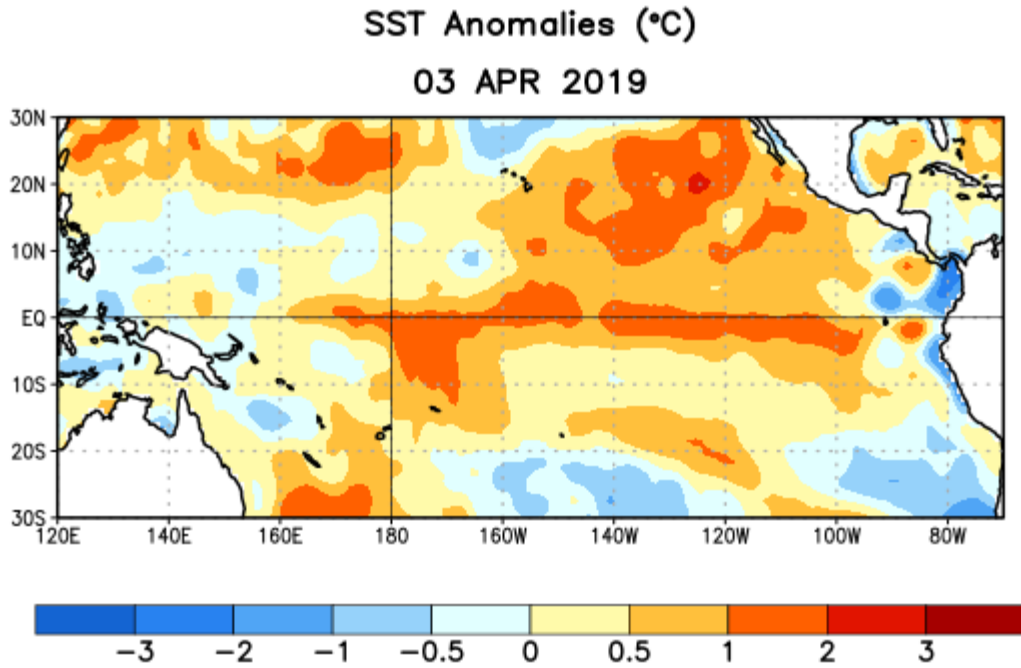 SST Anomalies (°C)
03 APR 2019
30N
20N
10N
EQ
10S
20S
30S
120E 140E 160E 180 160W 140W 120W 100W 80W
−3 −2 −1 −0.5 0 0.5 1 2 3